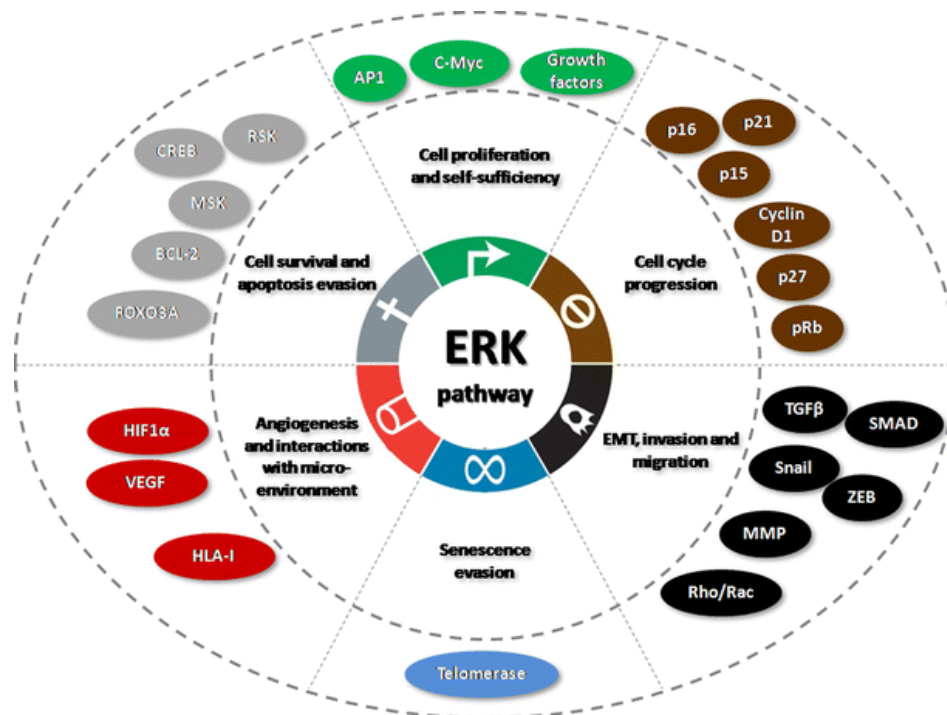 AP1
C-Myc
Growth
factors
Cell proliferation
and self-sufficiency
p16
p21
p15
Cyclin
D1
p27
pRb
Cell cycle
progression
TGFβ
SMAD
Snail
ZEB
MMP
Rho/Rac
EMT, invasion and
migration
Senescence
evasion
Telomerase
Angiogenesis
and interactions
with micro-
environment
HIF1α
VEGF
HLA-I
Cell survival and
apoptosis evasion
CREB
RSK
MSK
BCL-2
FOXO3A
ERK
pathway